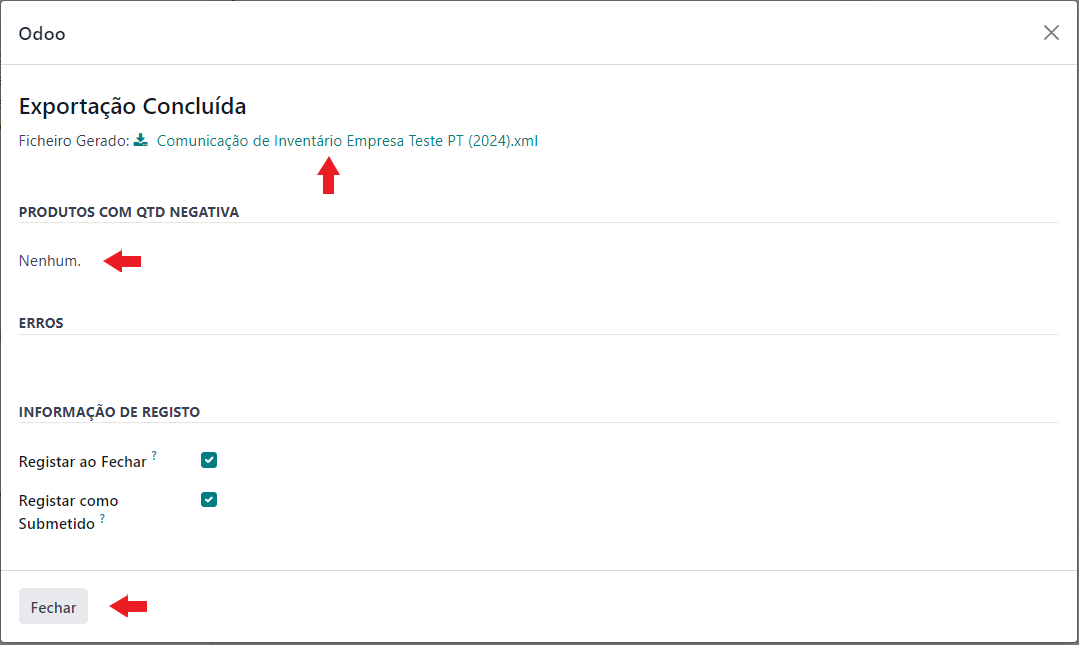 Odoo
Exportação Concluída
Ficheiro Gerado: Comunicação de Inventário Empresa Teste PT (2024).xml
PRODUTOS COM QTD NEGATIVA
Nenhum.
ERROS
INFORMAÇÃO DE REGISTO
Registar ao Fechar ?
Registar como
Submetido ?
Fechar